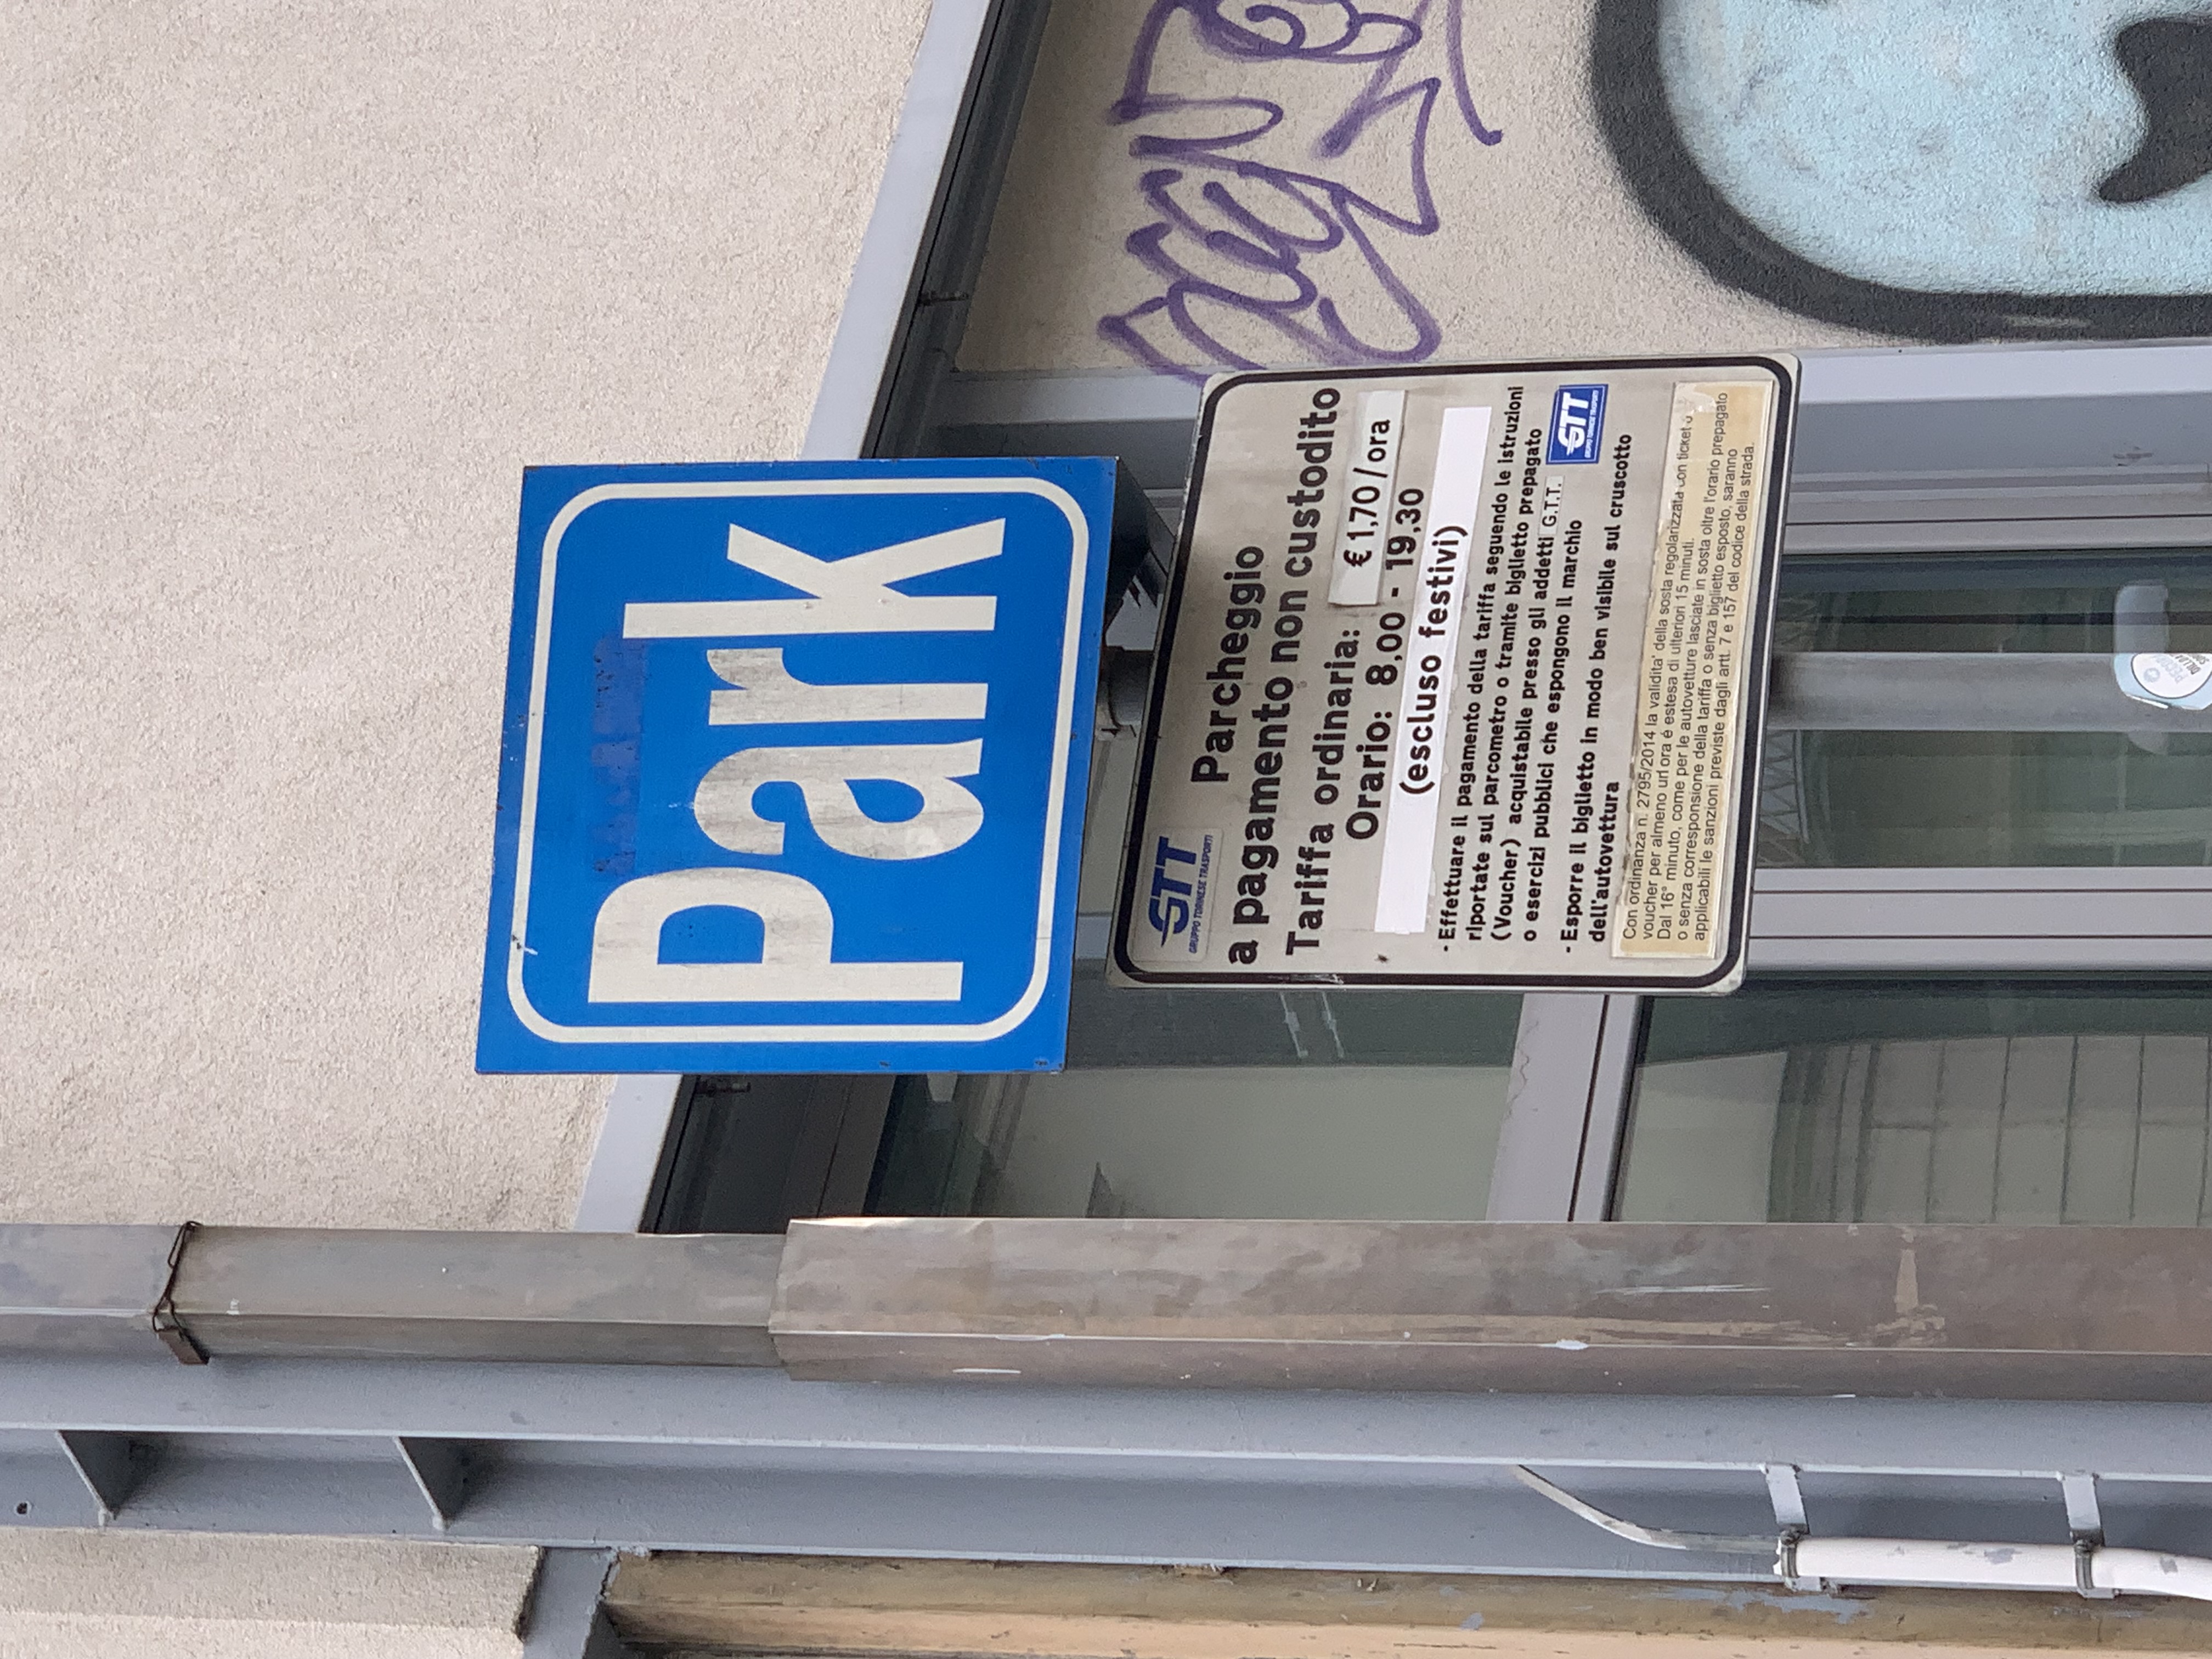 Park
GTT
GRUPPO TORINESE TRASPORTI
Parcheggio
a pagamento non custodito
Tariffa ordinaria: € 1,70 / ora
Orario: 8,00 - 19,30
(escluso festivi)
- Effettuare il pagamento della tariffa seguendo le istruzioni
riportate sul parcometro o tramite biglietto prepagato
(Voucher) acquistabile presso gli addetti G.T.T.
o esercizi pubblici che espongono il marchio
GTT
GRUPPO TORINESE TRASPORTI
- Esporre il biglietto in modo ben visibile sul cruscotto
dell'autovettura
Con ordinanza n. 2795/2014 la validita' della sosta regolarizzata con ticket o
voucher per almeno un'ora é estesa di ulteriori 15 minuti.
Dal 16° minuto, come per le autovetture lasciate in sosta oltre l'orario prepagato
o senza corresponsione della tariffa o senza biglietto esposto, saranno
applicabili le sanzioni previste dagli artt. 7 e 157 del codice della strada.